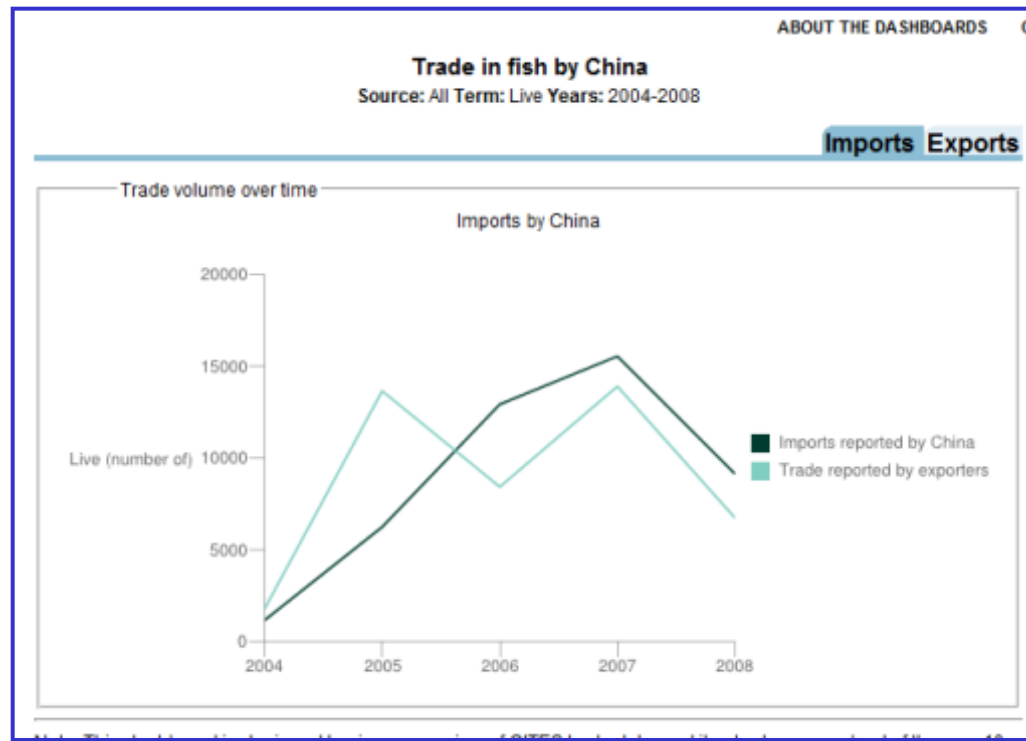 ABOUT THE DASHBOARDS
Trade in fish by China
Source: All Term: Live Years: 2004-2008
Imports Exports
Trade volume over time
Imports by China
20000
15000
Live (number of) 10000
5000
0
2004 2005 2006 2007 2008
Imports reported by China
Trade reported by exporters